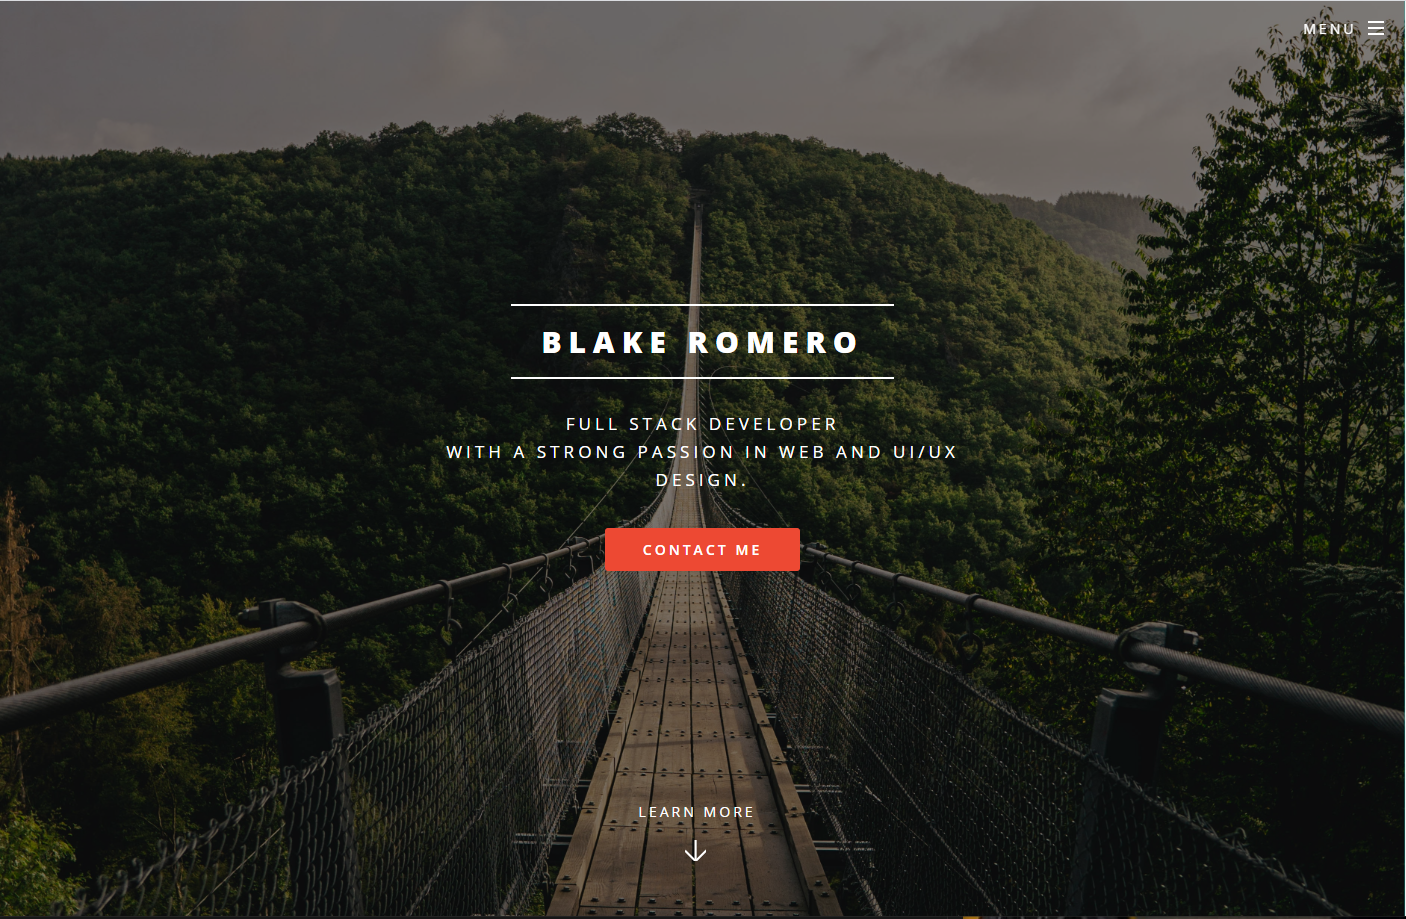 MENU
BLAKE ROMERO
FULL STACK DEVELOPER
WITH A STRONG PASSION IN WEB AND UI/UX
DESIGN.
CONTACT ME
LEARN MORE